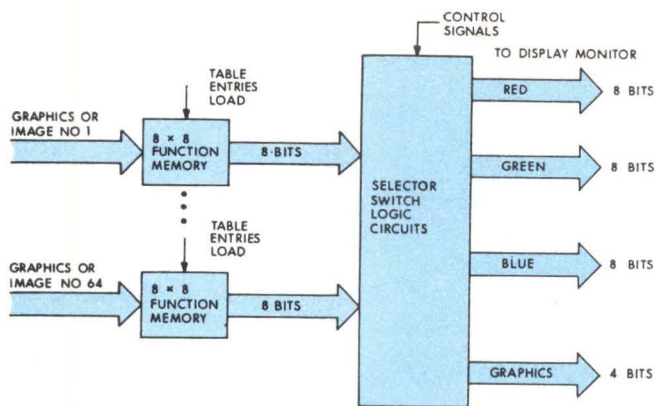 CONTROL
SIGNALS
TO DISPLAY MONITOR
TABLE
ENTRIES
LOAD
GRAPHICS OR
IMAGE NO 1
8 × 8
FUNCTION
MEMORY
8-BITS
RED
8 BITS
GREEN
8 BITS
SELECTOR
SWITCH
LOGIC
CIRCUITS
TABLE
ENTRIES
LOAD
GRAPHICS OR
IMAGE NO 64
8 × 8
FUNCTION
MEMORY
8 BITS
BLUE
8 BITS
GRAPHICS
4 BITS